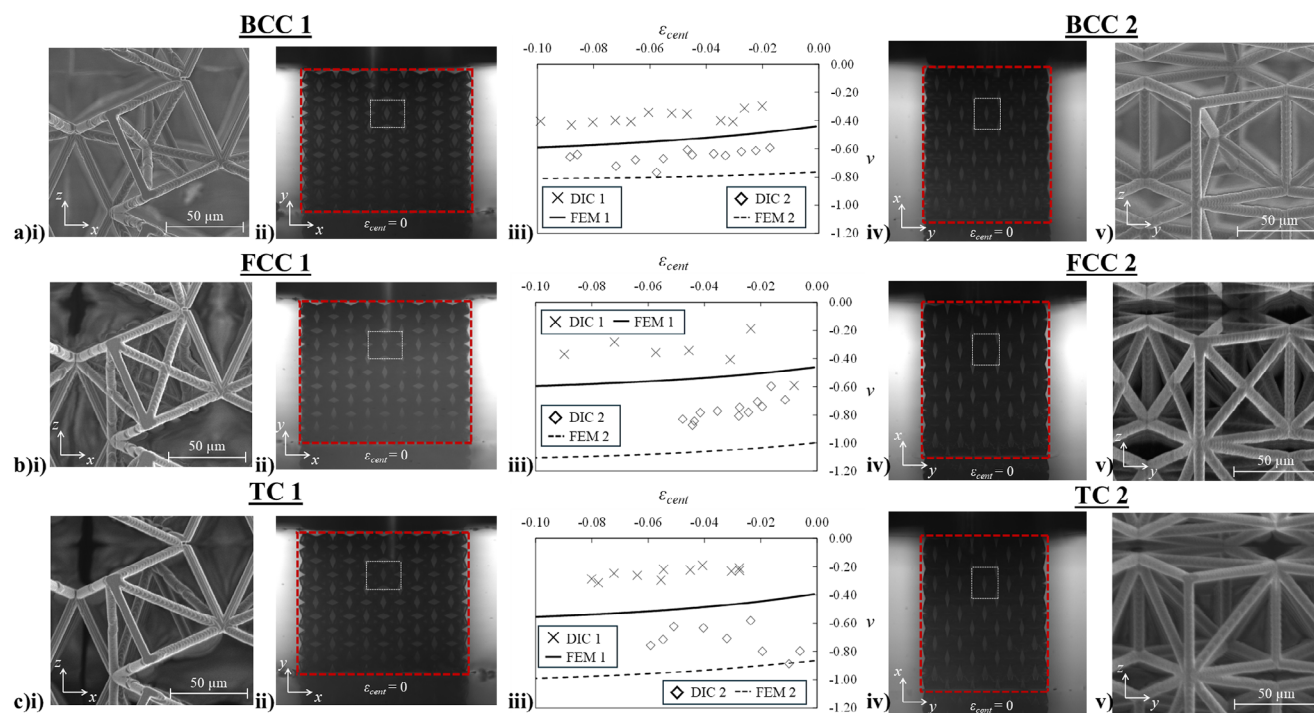 BCC 1
ε_cent
BCC 2
-0.10 -0.08 -0.06 -0.04 -0.02 0.00
-0.20
-0.40
-0.60
-0.80
-1.00
-1.20
ν
× DIC 1 ◇ DIC 2
— FEM 1 --- FEM 2
z
x
50 µm
y
x
ε_cent = 0
x
y
ε_cent = 0
z
y
50 µm
a)i) ii) iii) iv) v)
FCC 1
ε_cent
FCC 2
-0.10 -0.08 -0.06 -0.04 -0.02 0.00
0.00
-0.20
-0.40
-0.60
-0.80
-1.00
-1.20
ν
× DIC 1 — FEM 1
◇ DIC 2
--- FEM 2
z
x
50 µm
y
x
ε_cent = 0
x
y
ε_cent = 0
z
y
50 µm
b)i) ii) iii) iv) v)
TC 1
ε_cent
TC 2
-0.10 -0.08 -0.06 -0.04 -0.02 0.00
0.00
-0.20
-0.40
-0.60
-0.80
-1.00
-1.20
ν
× DIC 1
— FEM 1
◇ DIC 2 --- FEM 2
z
x
50 µm
y
x
ε_cent = 0
x
y
ε_cent = 0
z
y
50 µm
c)i) ii) iii) iv) v)